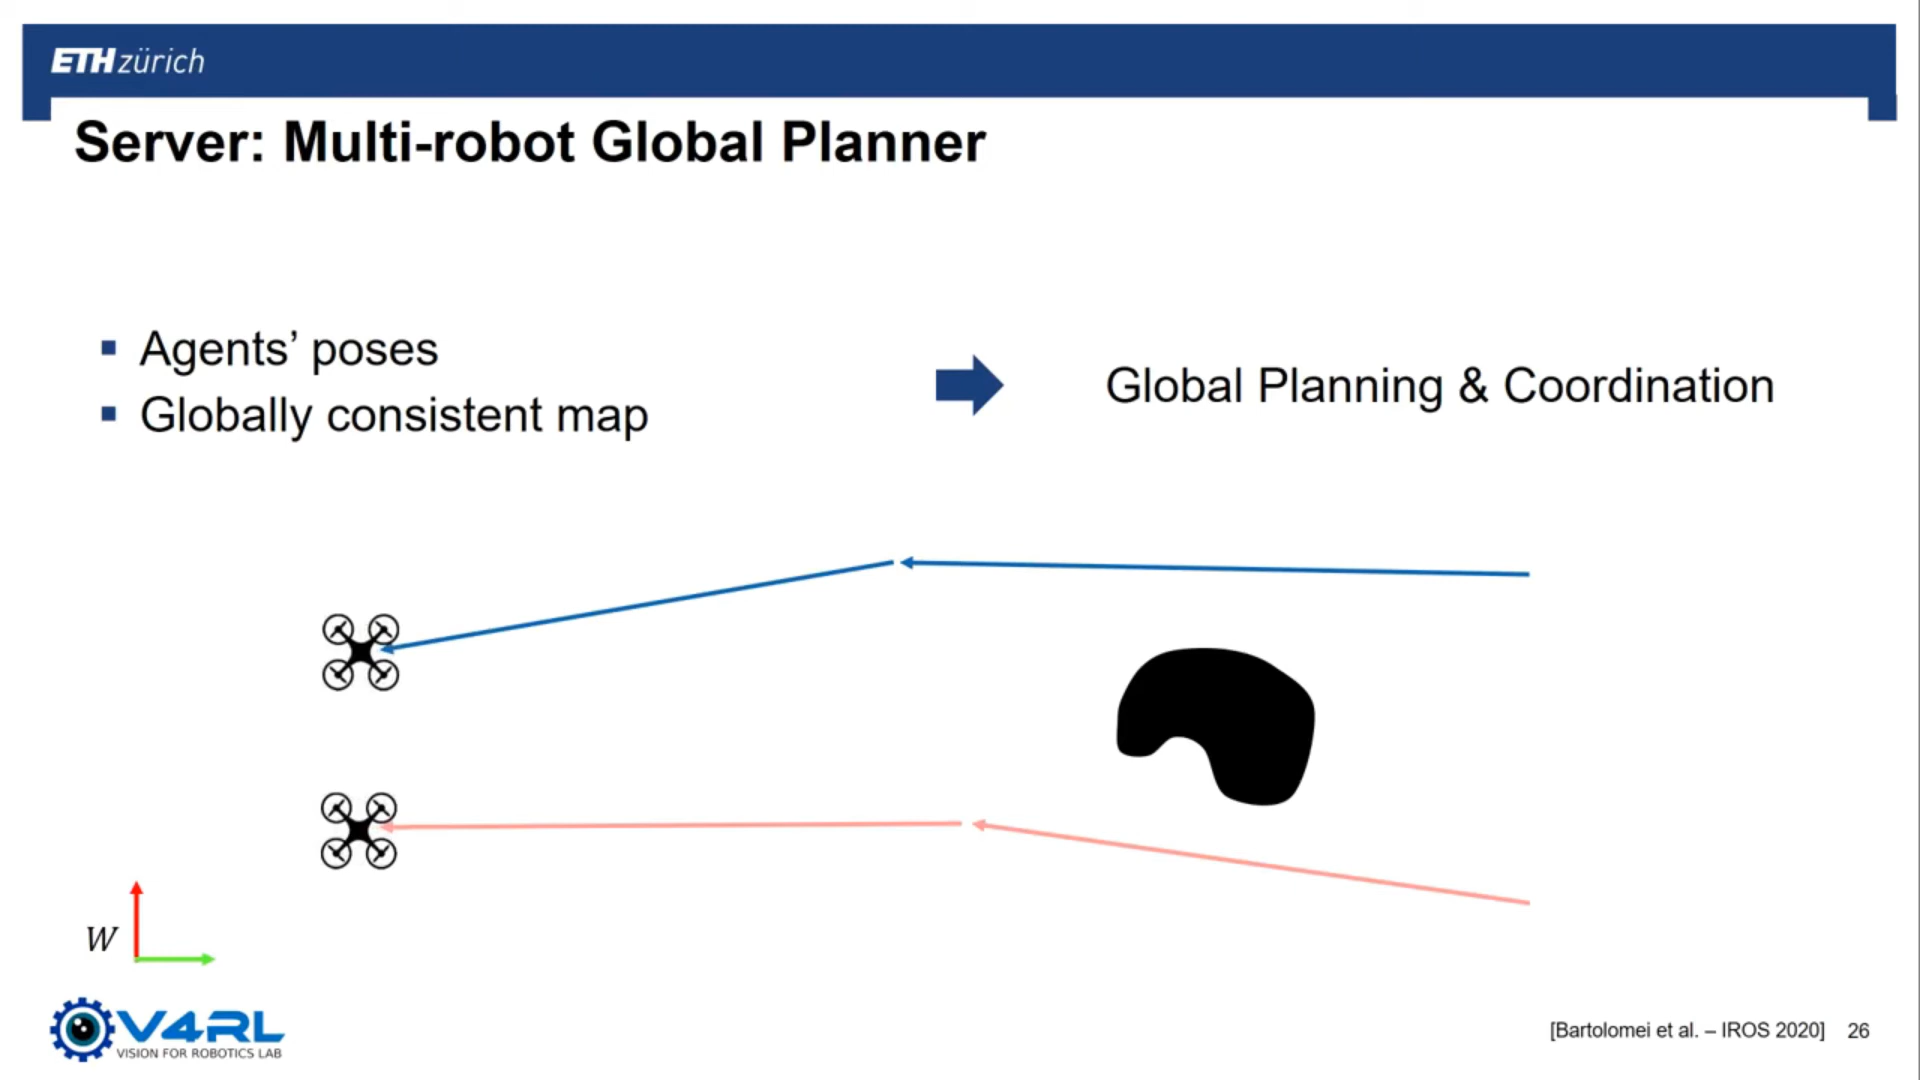 ETH zürich
Server: Multi-robot Global Planner
Agents’ poses
Globally consistent map
Global Planning & Coordination
W
V4RL
VISION FOR ROBOTICS LAB
[Bartolomei et al. – IROS 2020] 26